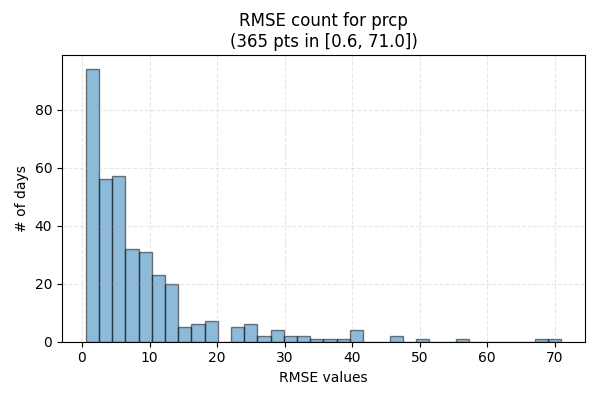 RMSE count for prcp
(365 pts in [0.6, 71.0])
# of days
80
60
40
20
0
0 10 20 30 40 50 60 70
RMSE values